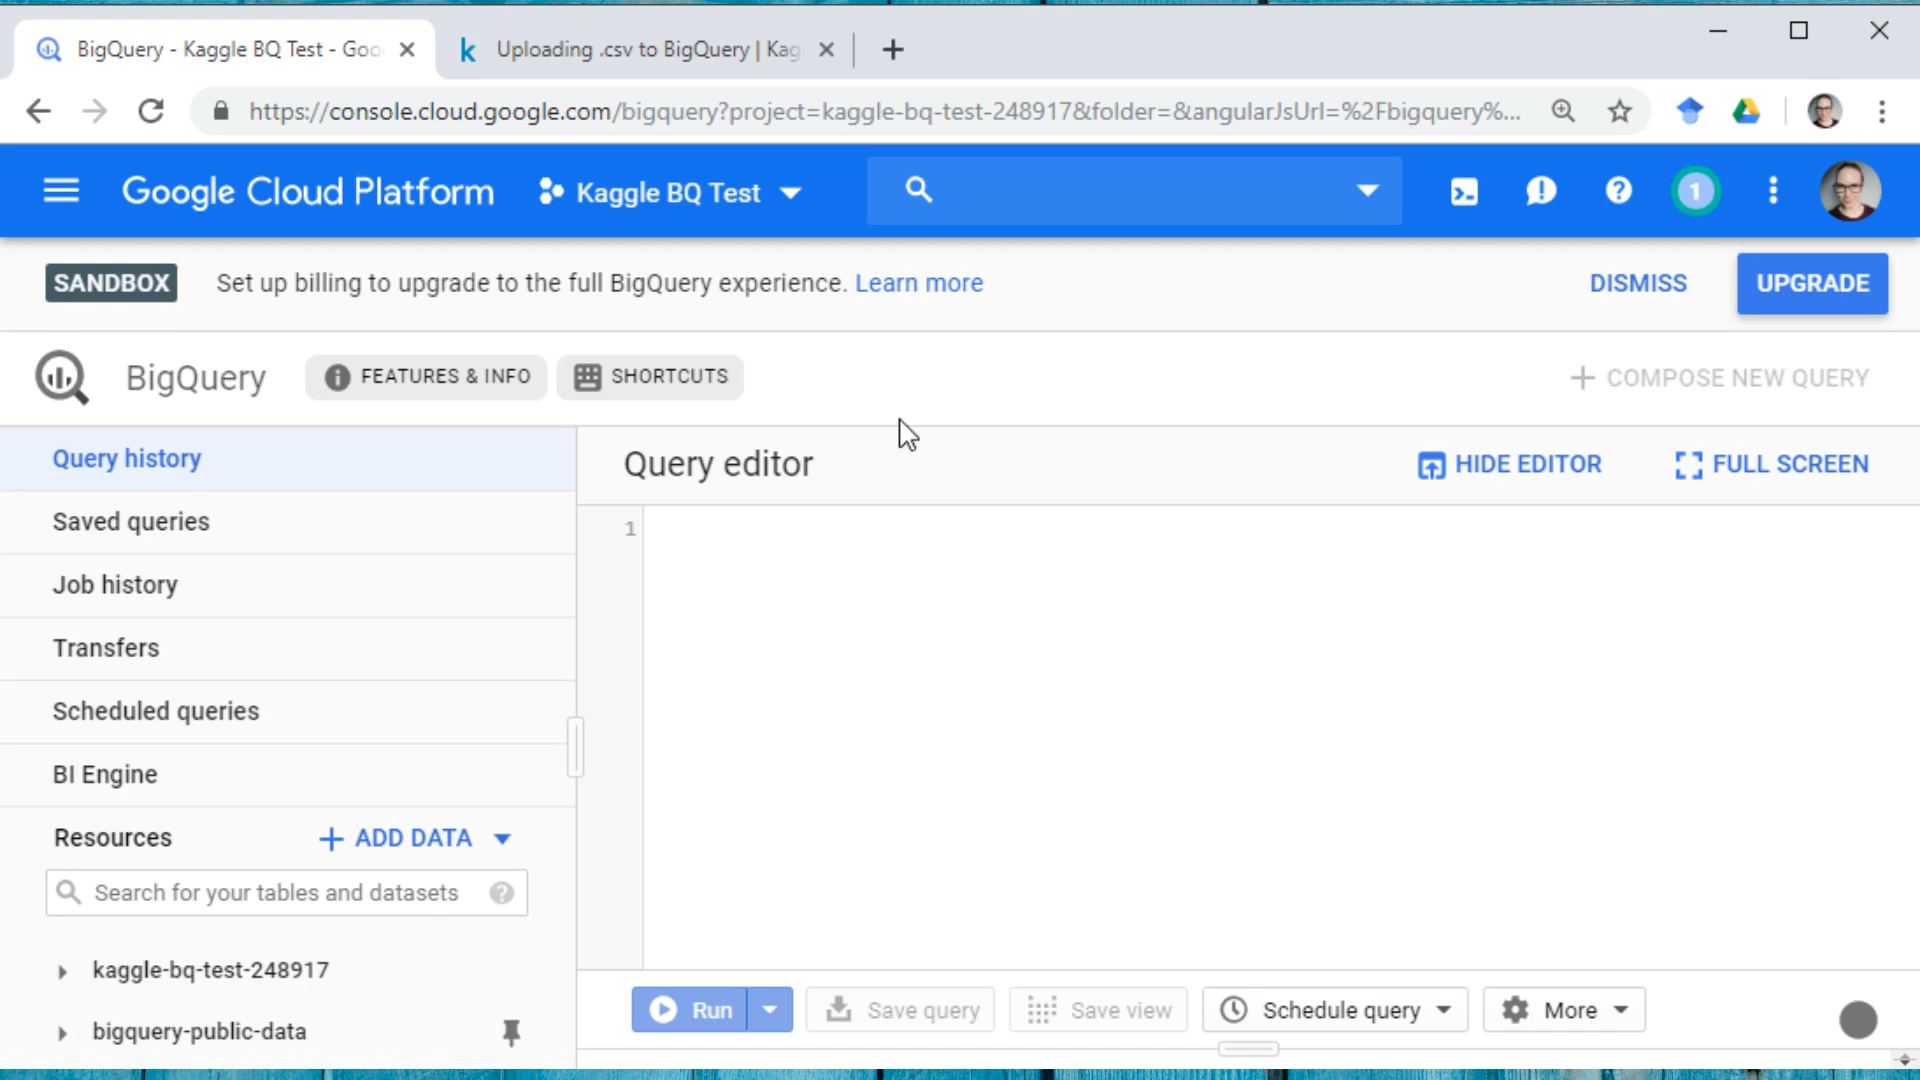 BigQuery - Kaggle BQ Test - Goo
Uploading .csv to BigQuery | Kag
https://console.cloud.google.com/bigquery?project=kaggle-bq-test-248917&folder=&angularJsUrl=%2Fbigquery%...
Google Cloud Platform
Kaggle BQ Test
1
SANDBOX
Set up billing to upgrade to the full BigQuery experience. Learn more
DISMISS
UPGRADE
BigQuery
FEATURES & INFO
SHORTCUTS
+ COMPOSE NEW QUERY
Query history
Saved queries
Job history
Transfers
Scheduled queries
BI Engine
Resources
+ ADD DATA
Search for your tables and datasets
kaggle-bq-test-248917
bigquery-public-data
Query editor
HIDE EDITOR
FULL SCREEN
1
Run
Save query
Save view
Schedule query
More